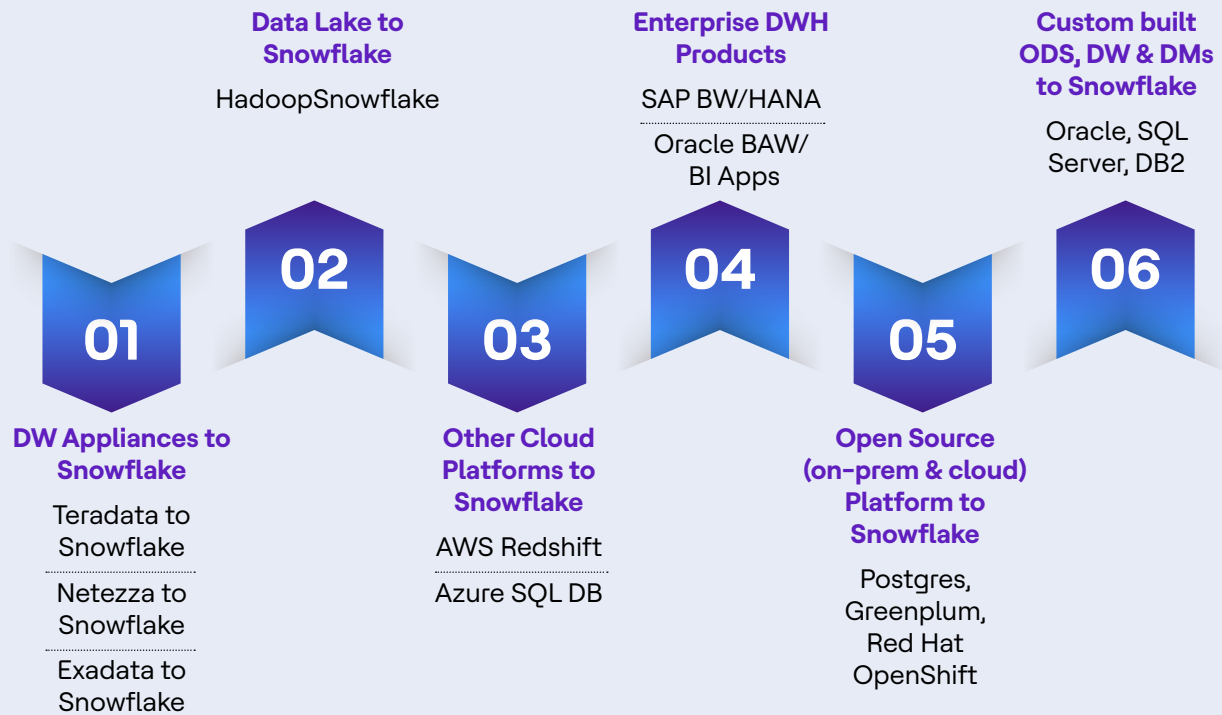 01
DW Appliances to
Snowflake
Teradata to
Snowflake
Netezza to
Snowflake
Exadata to
Snowflake
Data Lake to
Snowflake
HadoopSnowflake
02
03
Other Cloud
Platforms to
Snowflake
AWS Redshift
Azure SQL DB
Enterprise DWH
Products
SAP BW/HANA
Oracle BAW/
BI Apps
04
05
Open Source
(on-prem & cloud)
Platform to
Snowflake
Postgres,
Greenplum,
Red Hat
OpenShift
Custom built
ODS, DW & DMs
to Snowflake
Oracle, SQL
Server, DB2
06